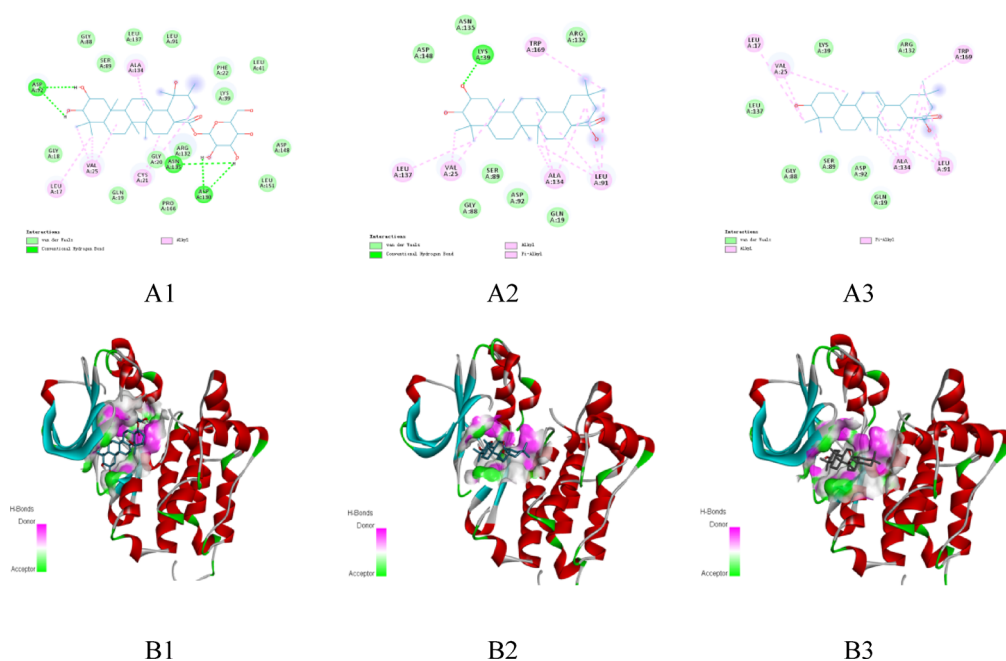 GLY A:88
LEU A:137
LEU A:91
SER A:89
ALA A:134
PHE A:22
LEU A:41
LYS A:39
ASP A:92
GLY A:18
VAL A:25
GLY A:20
ARG A:132
ASN A:135
ASP A:148
LEU A:17
GLN A:19
CYS A:21
PRO A:166
LEU A:151
Interactions
van der Waals
Conventional Hydrogen Bond
Alkyl
A1
ASN A:135
ASP A:148
LYS A:39
TRP A:169
ARG A:132
LEU A:137
VAL A:25
SER A:89
ALA A:134
LEU A:91
GLY A:88
ASP A:92
GLN A:19
Interactions
van der Waals
Conventional Hydrogen Bond
Alkyl
Pi-Alkyl
A2
LEU A:17
VAL A:25
LYS A:39
ARG A:132
TRP A:169
LEU A:137
GLY A:88
SER A:89
ASP A:92
ALA A:134
LEU A:91
GLN A:19
Interactions
van der Waals
Alkyl
Pi-Alkyl
A3
H-Bonds
Donor
Acceptor
B1
H-Bonds
Donor
Acceptor
B2
H-Bonds
Donor
Acceptor
B3